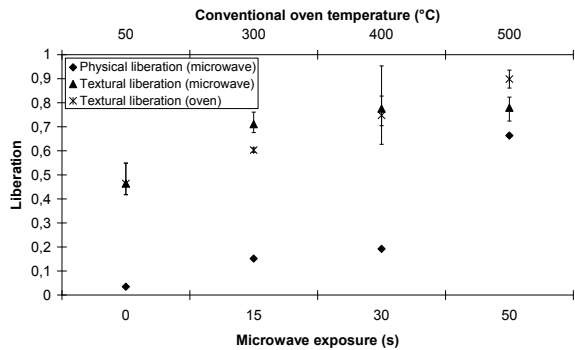 Conventional oven temperature (°C)
50 300 400 500
1
0,9
0,8
0,7
0,6
0,5
0,4
0,3
0,2
0,1
0
Liberation
Physical liberation (microwave)
Textural liberation (microwave)
Textural liberation (oven)
0 15 30 50
Microwave exposure (s)